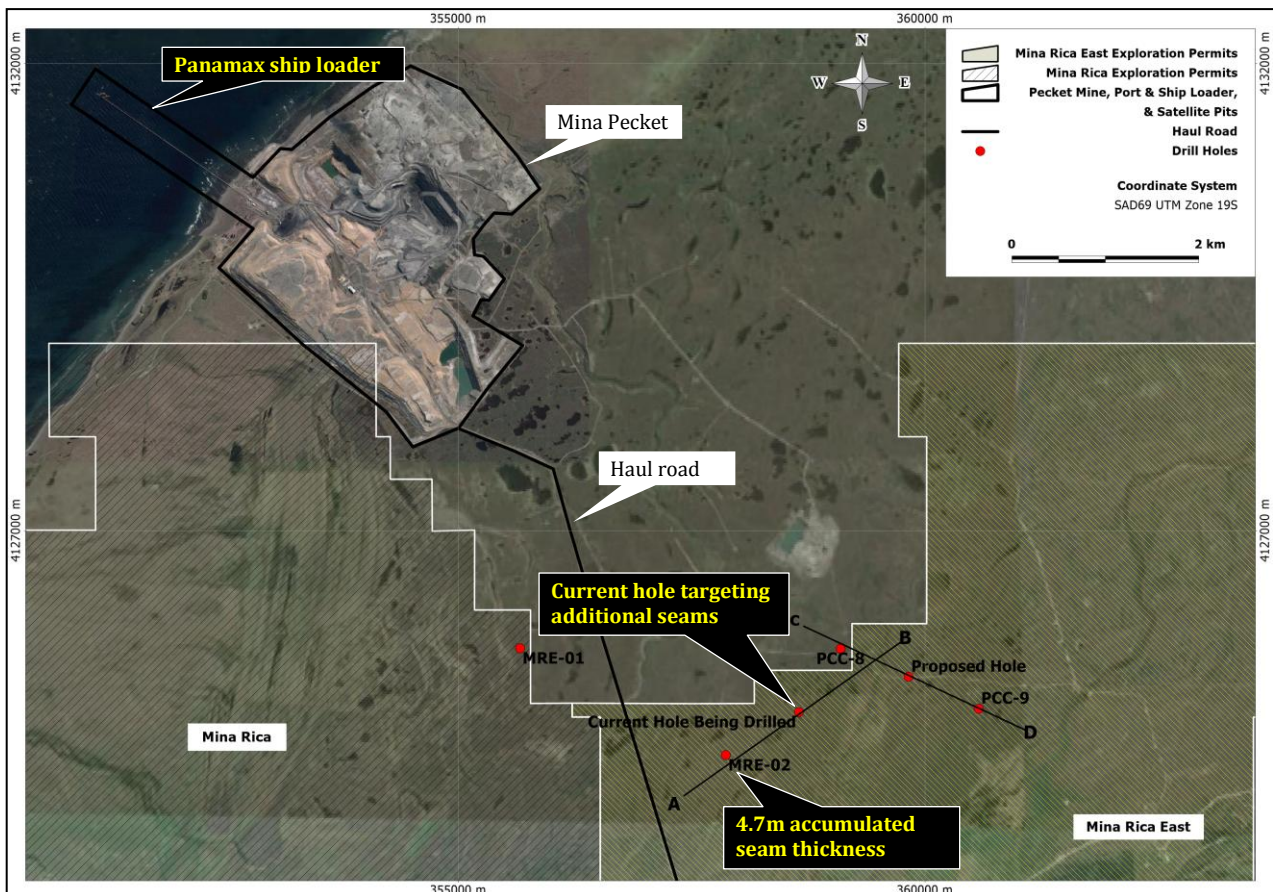 355000 m
360000 m
4132000 m
4132000 m
Panamax ship loader
Mina Pecket
N
W
E
S
Mina Rica East Exploration Permits
Mina Rica Exploration Permits
Pecket Mine, Port & Ship Loader,
& Satellite Pits
Haul Road
Drill Holes
Coordinate System
SAD69 UTM Zone 19S
0
2 km
Haul road
4127000 m
4127000 m
Current hole targeting
additional seams
C
B
MRE-01
PCC-8
Proposed Hole
PCC-9
Current Hole Being Drilled
D
Mina Rica
MRE-02
A
4.7m accumulated
seam thickness
Mina Rica East
355000 m
360000 m